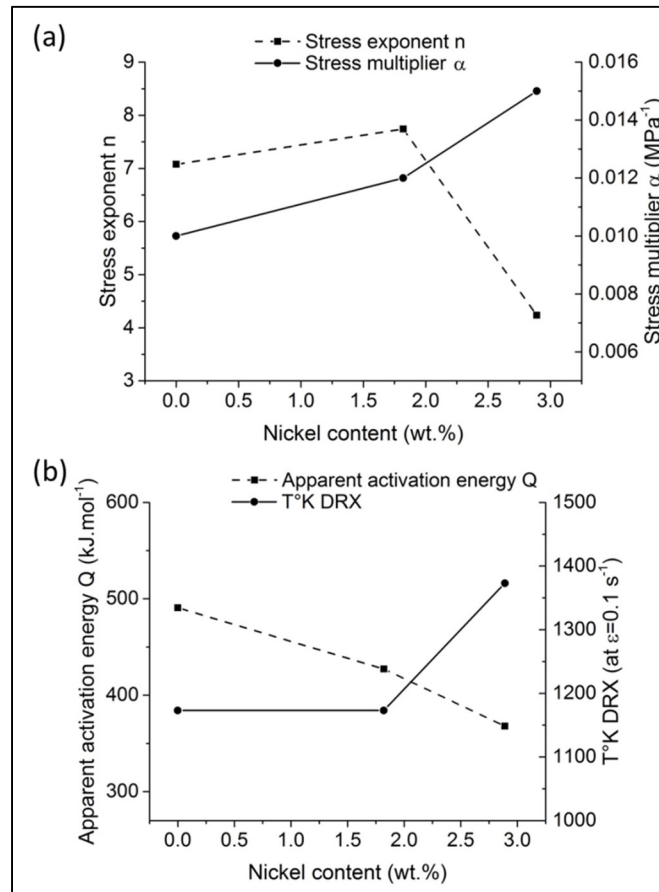 (a)
Stress exponent n
Stress multiplier α
9
8
7
6
5
4
3
Stress exponent n
0.016
0.014
0.012
0.010
0.008
0.006
Stress multiplier α (MPa⁻¹)
0.0 0.5 1.0 1.5 2.0 2.5 3.0
Nickel content (wt.%)
(b)
Apparent activation energy Q
T°K DRX
600
500
400
300
Apparent activation energy Q (kJ.mol⁻¹)
1500
1400
1300
1200
1100
1000
T°K DRX (at ε=0.1 s⁻¹)
0.0 0.5 1.0 1.5 2.0 2.5 3.0
Nickel content (wt.%)